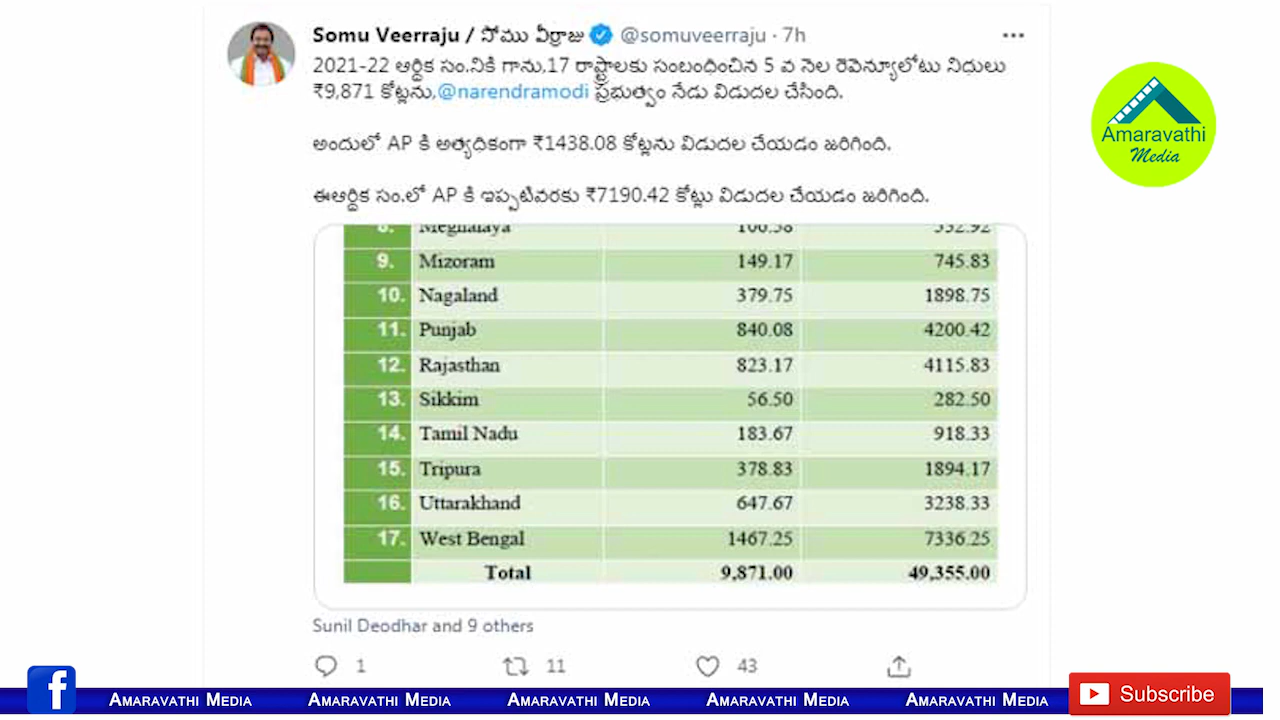 Somu Veerraju / సోము వీర్రాజు @somuveerraju · 7h
2021-22 ఆర్థిక సం.నికి గాను,17 రాష్ట్రాలకు సంబంధించిన 5 వ నెల రెవెన్యూలోటు నిధులు
₹9,871 కోట్లను,@narendramodi ప్రభుత్వం నేడు విడుదల చేసింది.
అందులో AP కి అత్యధికంగా ₹1438.08 కోట్లను విడుదల చేయడం జరిగింది.
ఈఆర్థిక సం.లో AP కి ఇప్పటివరకు ₹7190.42 కోట్లు విడుదల చేయడం జరిగింది.
Amaravathi
Media
8. Meghalaya 106.58 532.92
9. Mizoram 149.17 745.83
10. Nagaland 379.75 1898.75
11. Punjab 840.08 4200.42
12. Rajasthan 823.17 4115.83
13. Sikkim 56.50 282.50
14. Tamil Nadu 183.67 918.33
15. Tripura 378.83 1894.17
16. Uttarakhand 647.67 3238.33
17. West Bengal 1467.25 7336.25
Total 9,871.00 49,355.00
Sunil Deodhar and 9 others
1 11 43
f Amaravathi Media Amaravathi Media Amaravathi Media Amaravathi Media Amaravathi Media Subscribe